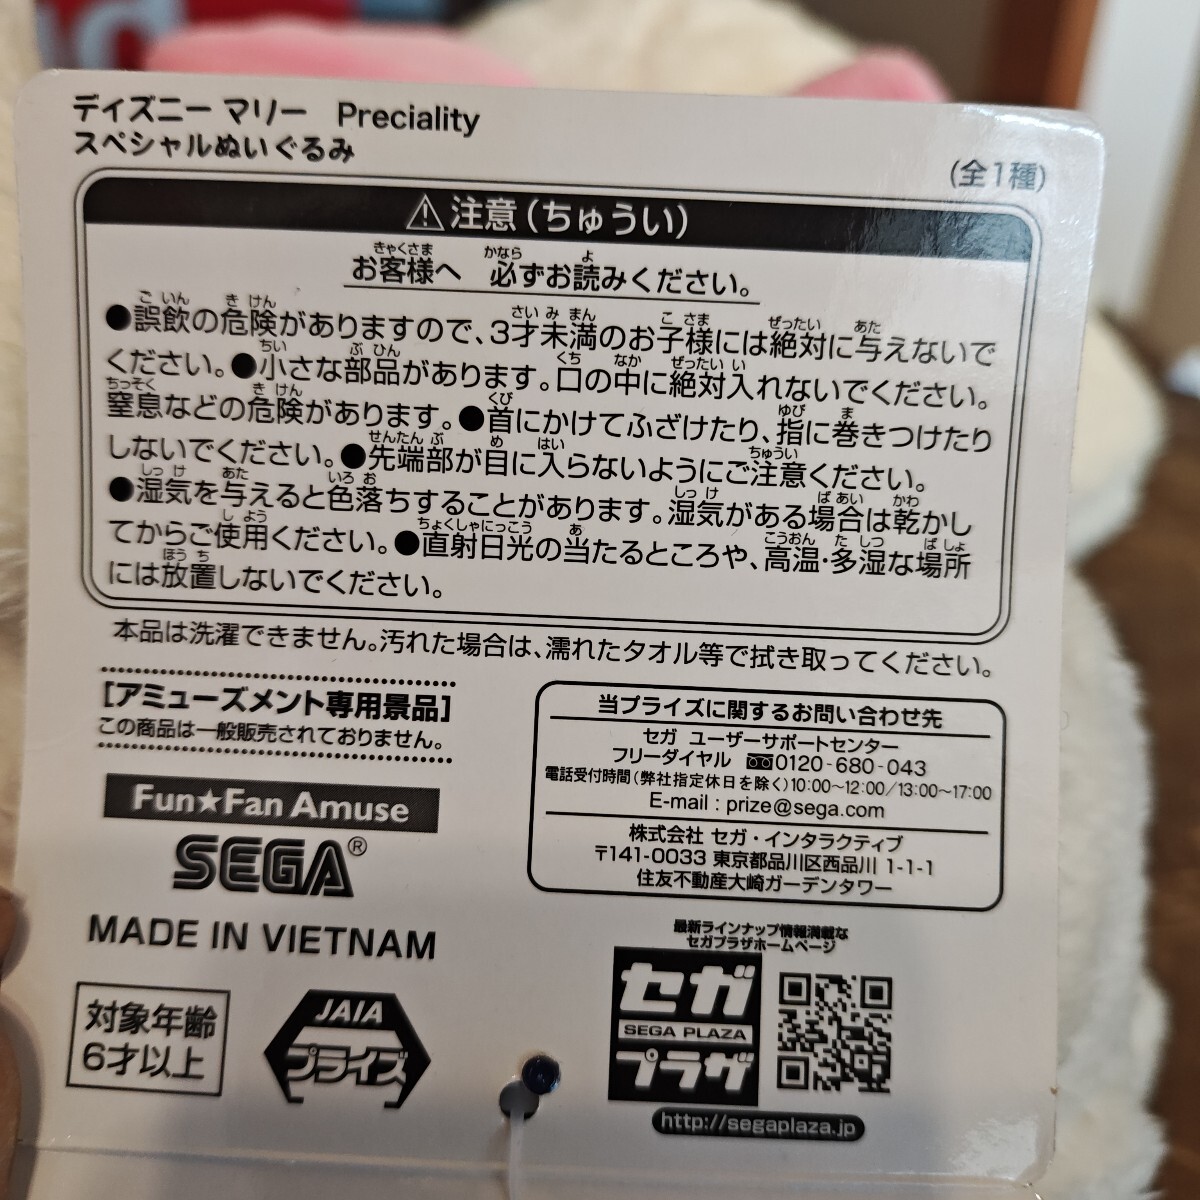 ディズニー マリー Preciality
スペシャルぬいぐるみ
(全1種)
⚠注意(ちゅうい)
お客様へ 必ずお読みください。
●誤飲の危険がありますので、3才未満のお子様には絶対に与えないで
ください。●小さな部品があります。口の中に絶対入れないでください。
窒息などの危険があります。●首にかけてふざけたり、指に巻きつけたり
しないでください。●先端部が目に入らないようにご注意ください。
●湿気を与えると色落ちすることがあります。湿気がある場合は乾かし
てからご使用ください。●直射日光の当たるところや、高温・多湿な場所
には放置しないでください。
本品は洗濯できません。汚れた場合は、濡れたタオル等で拭き取ってください。
[アミューズメント専用景品]
この商品は一般販売されておりません。
Fun★Fan Amuse
SEGA®
MADE IN VIETNAM
対象年齢
6才以上
JAIA
プライズ
当プライズに関するお問い合わせ先
セガ ユーザーサポートセンター
フリーダイヤル 0120-680-043
電話受付時間(弊社指定休日を除く)10:00~12:00/13:00~17:00
E-mail : prize@sega.com
株式会社 セガ・インタラクティブ
〒141-0033 東京都品川区西品川 1-1-1
住友不動産大崎ガーデンタワー
最新ラインナップ情報満載な
セガプラザホームページ
セガ
SEGA PLAZA
プラザ
http://segaplaza.jp